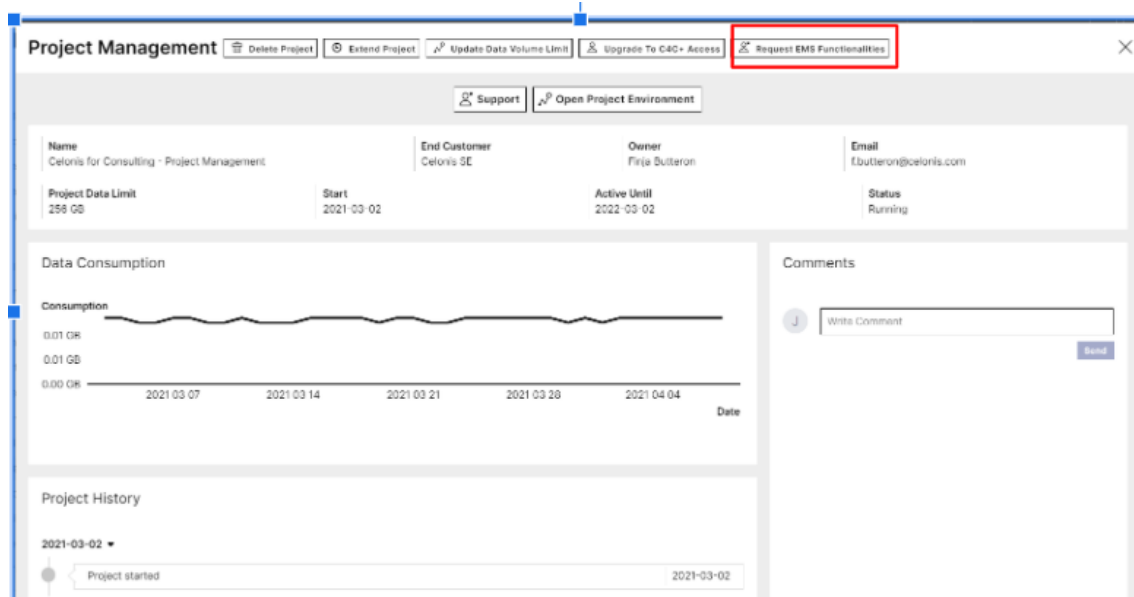 Project Management Delete Project Extend Project Update Data Volume Limit Upgrade To C4C+ Access Request EMS Functionalities
Support Open Project Environment
Name End Customer Owner Email
Celonis for Consulting - Project Management Celonis SE Finja Butteron f.butteron@celonis.com
Project Data Limit Start Active Until Status
256 GB 2021-03-02 2022-03-02 Running
Data Consumption
Consumption
0.01 GB
0.01 GB
0.00 GB
2021 03 07 2021 03 14 2021 03 21 2021 03 28 2021 04 04
Date
Comments
J Write Comment
Send
Project History
2021-03-02
Project started 2021-03-02